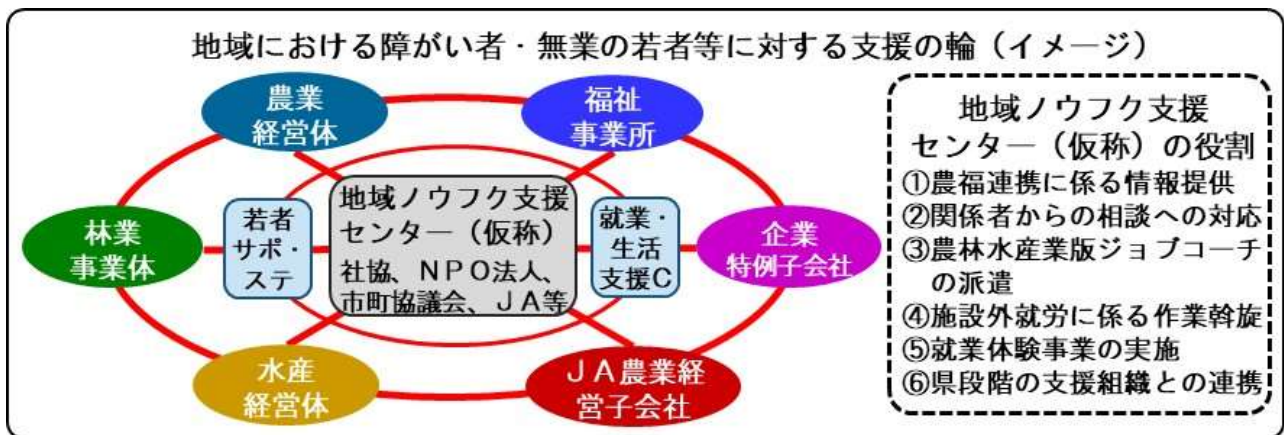 地域における障がい者・無業の若者等に対する支援の輪（イメージ）
農業
経営体
福祉
事業所
林業
事業体
若者
サポ・
ステ
地域ノウフク支援
センター（仮称）
社協、ＮＰＯ法人、
市町協議会、ＪＡ等
就業・
生活
支援Ｃ
企業
特例子会社
水産
経営体
ＪＡ農業経
営子会社
地域ノウフク支援
センター（仮称）の役割
①農福連携に係る情報提供
②関係者からの相談への対応
③農林水産業版ジョブコーチ
の派遣
④施設外就労に係る作業斡旋
⑤就業体験事業の実施
⑥県段階の支援組織との連携